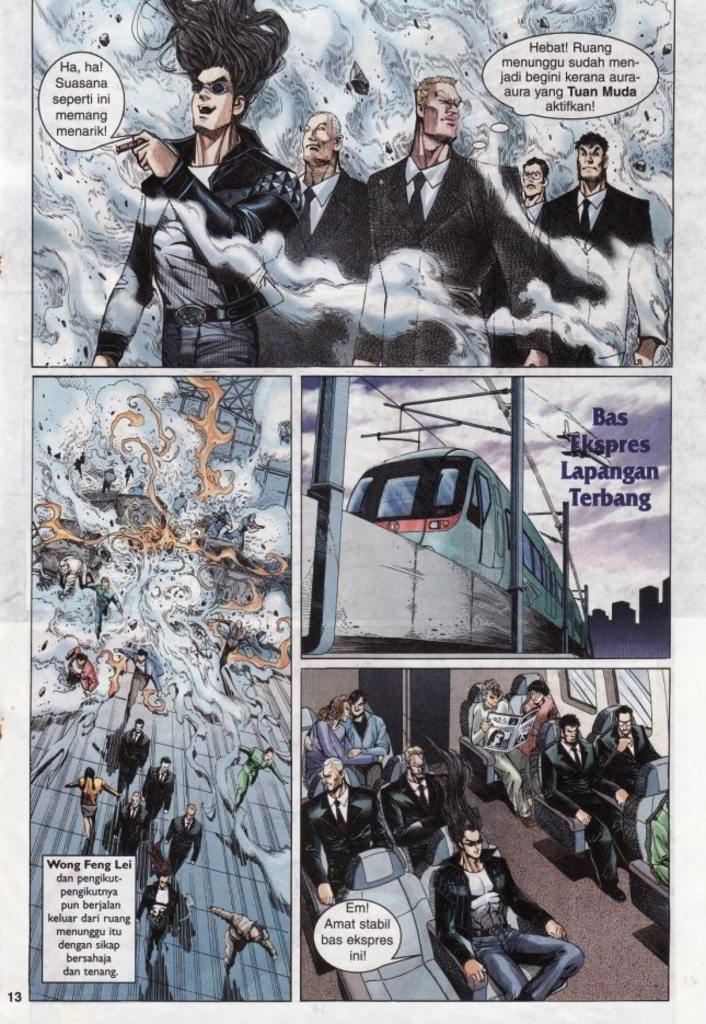 Ha, ha!
Suasana
seperti ini
memang
menarik!
Hebat! Ruang
menunggu sudah men-
jadi begini kerana aura-
aura yang Tuan Muda
aktifkan!
Bas
Ekspres
Lapangan
Terbang
Wong Feng Lei
dan pengikut-
pengikutnya
pun berjalan
keluar dari ruang
menunggu itu
dengan sikap
bersahaja
dan tenang.
Em!
Amat stabil
bas ekspres
ini!
13